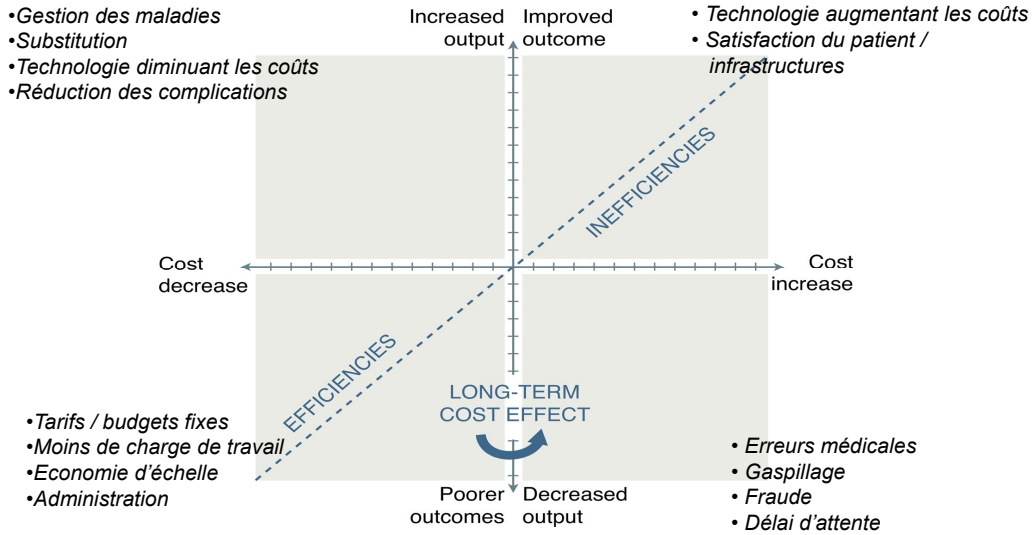 •Gestion des maladies
•Substitution
•Technologie diminuant les coûts
•Réduction des complications
Increased
output
Improved
outcome
• Technologie augmentant les coûts
• Satisfaction du patient /
infrastructures
INEFFICIENCIES
Cost
decrease
Cost
increase
EFFICIENCIES
LONG-TERM
COST EFFECT
•Tarifs / budgets fixes
•Moins de charge de travail
•Economie d'échelle
•Administration
Poorer
outcomes
Decreased
output
• Erreurs médicales
• Gaspillage
• Fraude
• Délai d'attente